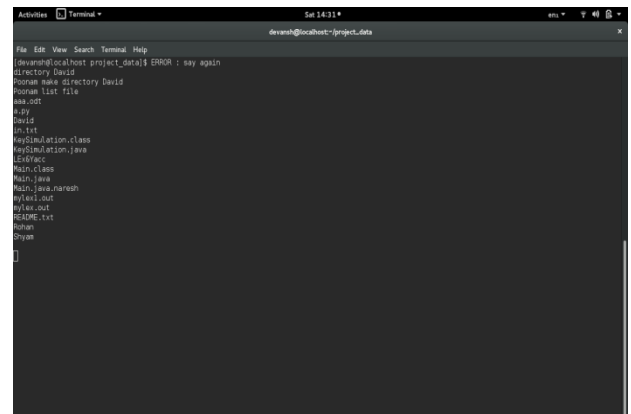 Activities Terminal Sat 14:31 en1
devansh@localhost:~/project_data
File Edit View Search Terminal Help
[devansh@localhost project_data]$ ERROR : say again
directory David
Poonam make directory David
Poonam list file
aaa.odt
a.py
David
in.txt
KeySimulation.class
KeySimulation.java
LEx&Yacc
Main.class
Main.java
Main.java.naresh
mylex1.out
mylex.out
README.txt
Rohan
Shyam